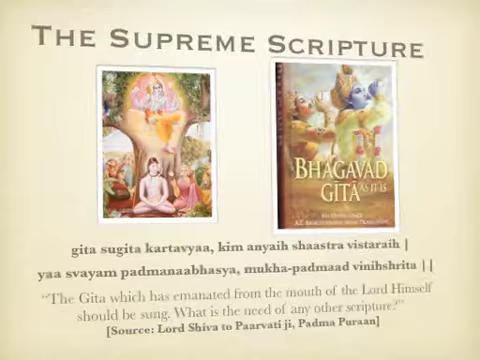 The Supreme Scripture
BHAGAVAD
GĪTĀ AS IT IS
gita sugita kartavyaa, kim anyaih shaastra vistaraih |
yaa svayam padmanaabhasya, mukha-padmaad vinihshrita ||
“The Gita which has emanated from the mouth of the Lord Himself
should be sung. What is the need of any other scripture?”
[Source: Lord Shiva to Paarvati ji, Padma Puraan]